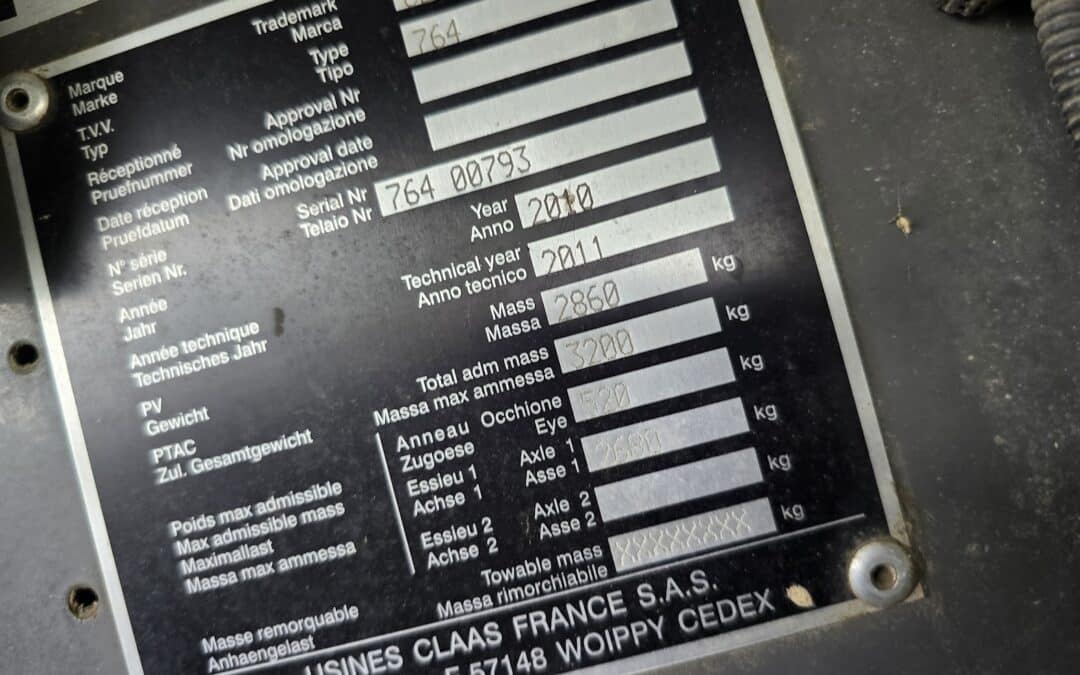 Marque Trademark
Marke Marca
T.V.V. Type 764
Typ Tipo
Réceptionné Approval Nr
Pruefnummer Nr omologazione
Date réception Approval date
Pruefdatum Dati omologazione
N° série Serial Nr 764 00793
Serien Nr. Telaio Nr
Année Year 2010
Jahr Anno
Année technique Technical year 2011
Technisches Jahr Anno tecnico
PV Mass 2860 kg
Gewicht Massa
PTAC Total adm mass 3200 kg
Zul. Gesamtgewicht Massa max ammessa
Poids max admissible
Max admissible mass
Maximallast
Massa max ammessa
Anneau Occhione 520 kg
Zugoese Eye
Essieu 1 Axle 1 2680 kg
Achse 1 Asse 1
Essieu 2 Axle 2 kg
Achse 2 Asse 2
Masse remorquable Towable mass XXXXXXXX kg
Anhaengelast Massa rimorchiabile
USINES CLAAS FRANCE S.A.S.
F 57148 WOIPPY CEDEX